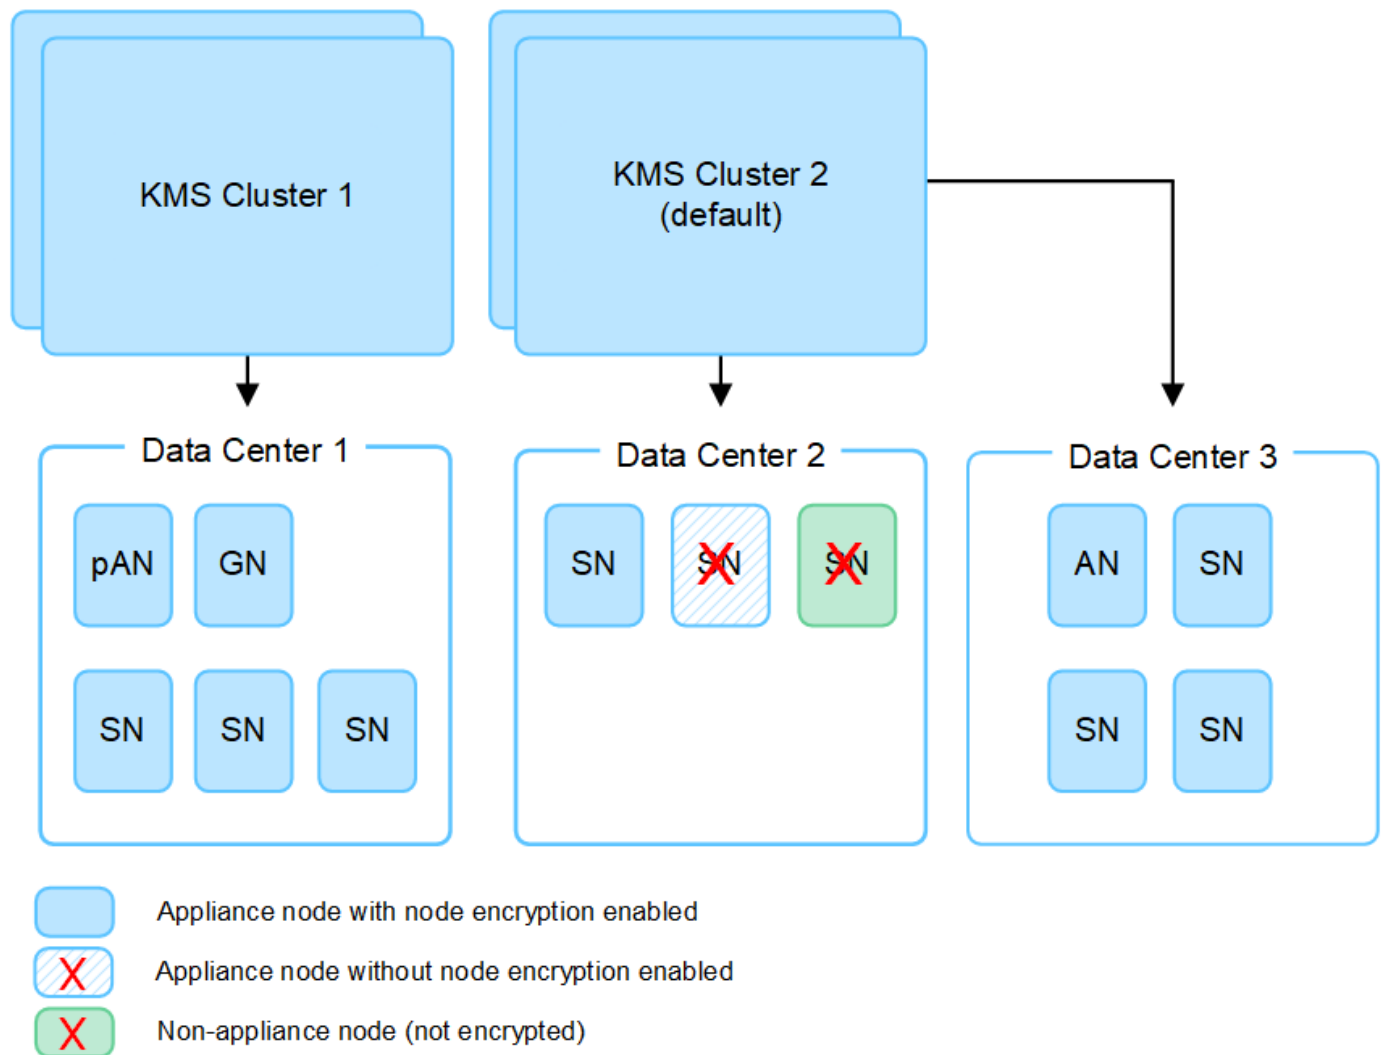 KMS Cluster 1
KMS Cluster 2
(default)
Data Center 1
pAN
GN
SN
SN
SN
Data Center 2
SN
SN
SN
Data Center 3
AN
SN
SN
SN
Appliance node with node encryption enabled
X
Appliance node without node encryption enabled
X
Non-appliance node (not encrypted)